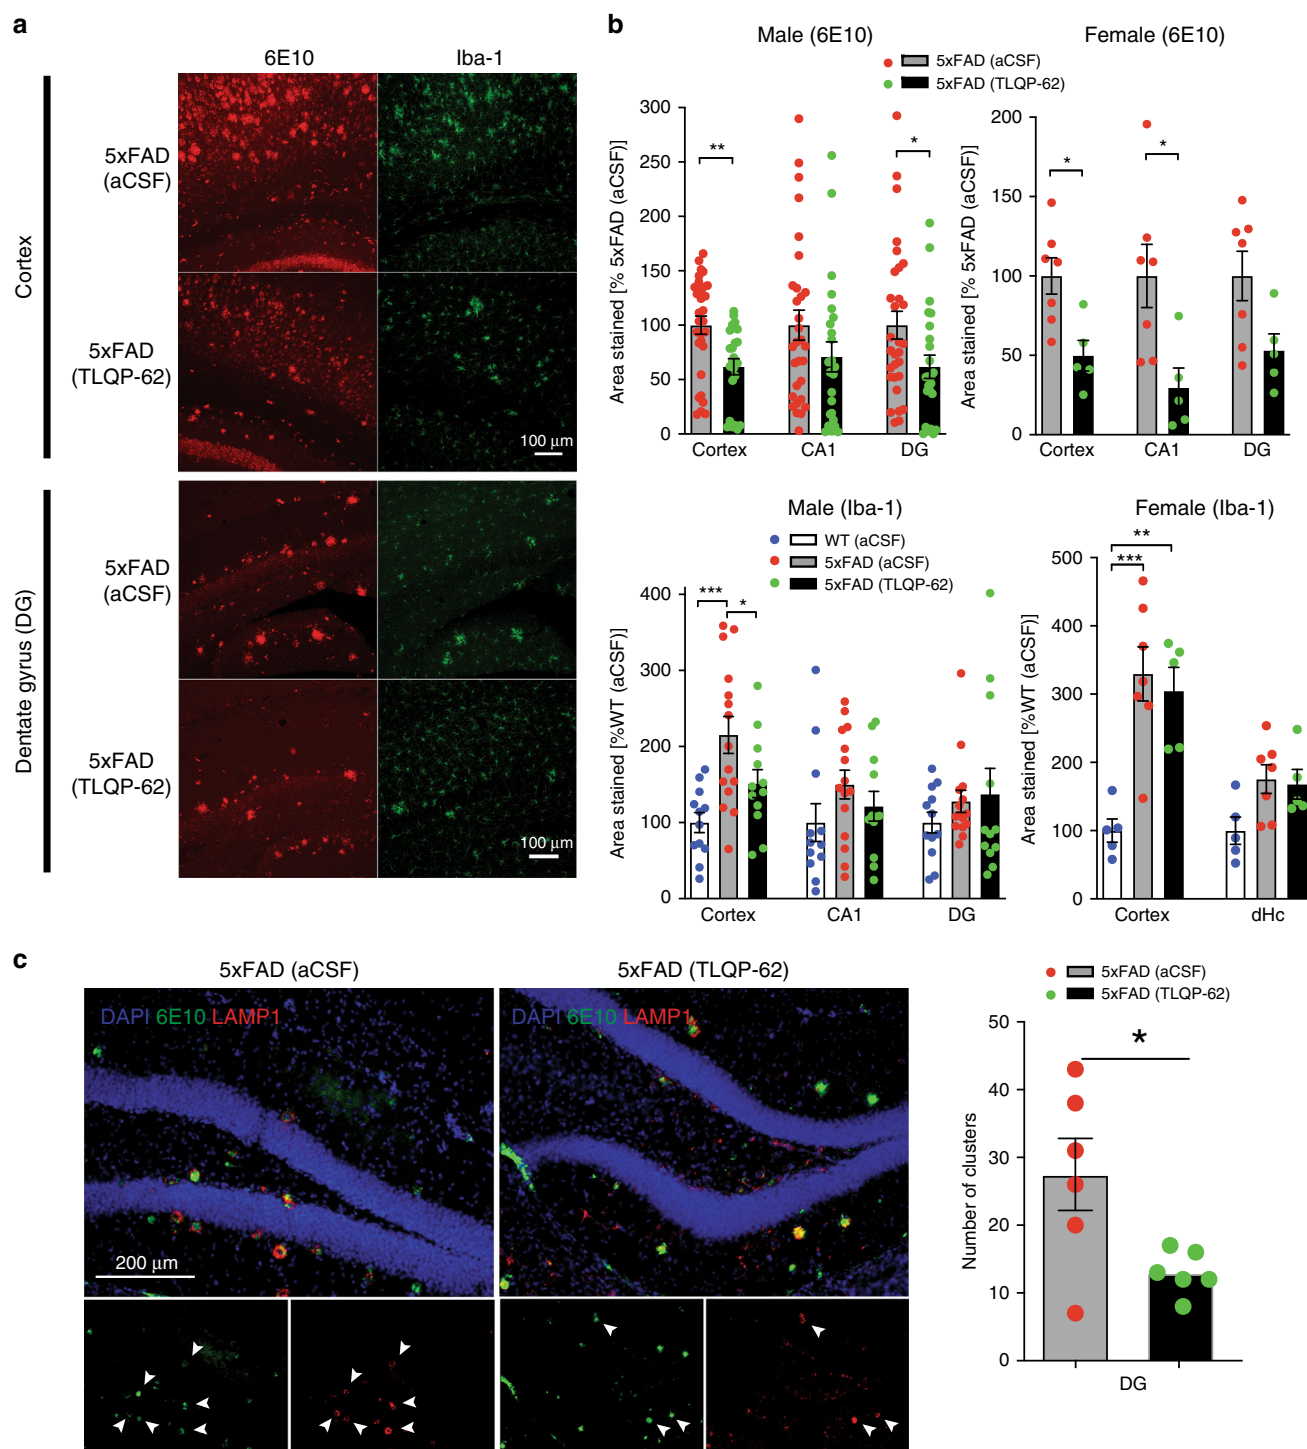 a
6E10
Iba-1
Cortex
5xFAD
(aCSF)
5xFAD
(TLQP-62)
100 µm
Dentate gyrus (DG)
5xFAD
(aCSF)
5xFAD
(TLQP-62)
100 µm
b
Male (6E10)
Female (6E10)
5xFAD (aCSF)
5xFAD (TLQP-62)
Area stained [% 5xFAD (aCSF)]
300
250
200
150
100
50
0
**
*
Cortex
CA1
DG
Area stained [% 5xFAD (aCSF)]
200
150
100
50
0
*
*
Cortex
CA1
DG
Male (Iba-1)
WT (aCSF)
5xFAD (aCSF)
5xFAD (TLQP-62)
Area stained [%WT (aCSF)]
400
300
200
100
0
***
*
Cortex
CA1
DG
Female (Iba-1)
Area stained [%WT (aCSF)]
500
400
300
200
100
0
**
***
Cortex
dHc
c
5xFAD (aCSF)
5xFAD (TLQP-62)
DAPI 6E10 LAMP1
DAPI 6E10 LAMP1
200 µm
5xFAD (aCSF)
5xFAD (TLQP-62)
Number of clusters
50
40
30
20
10
0
*
DG